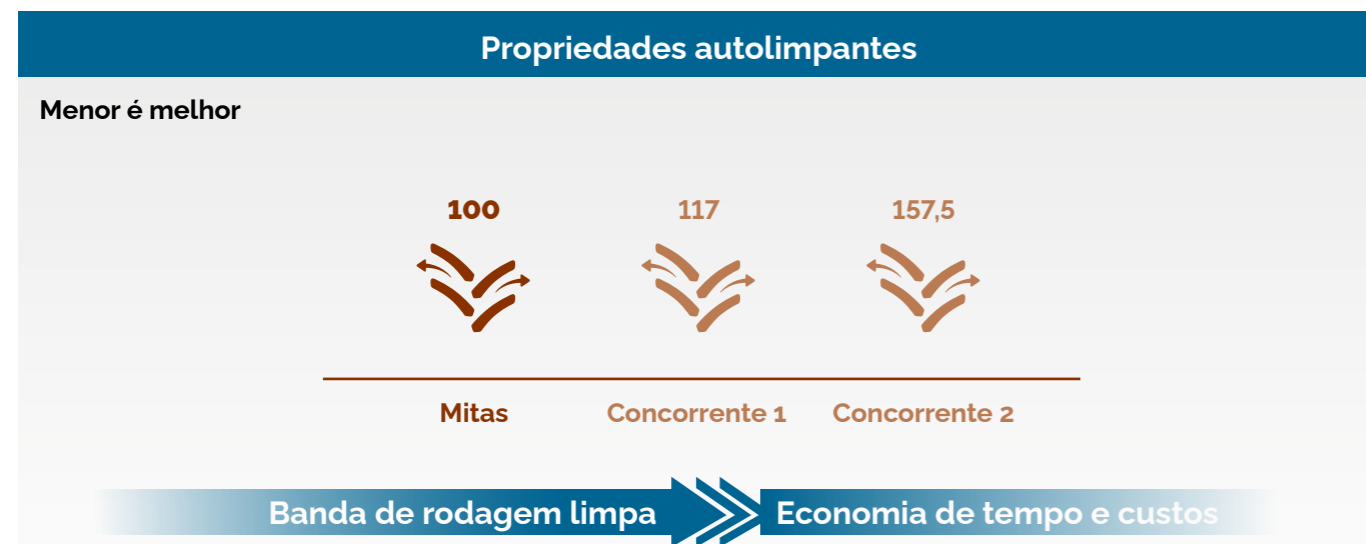 Propriedades autolimpantes
Menor é melhor
100 117 157,5
Mitas Concorrente 1 Concorrente 2
Banda de rodagem limpa Economia de tempo e custos